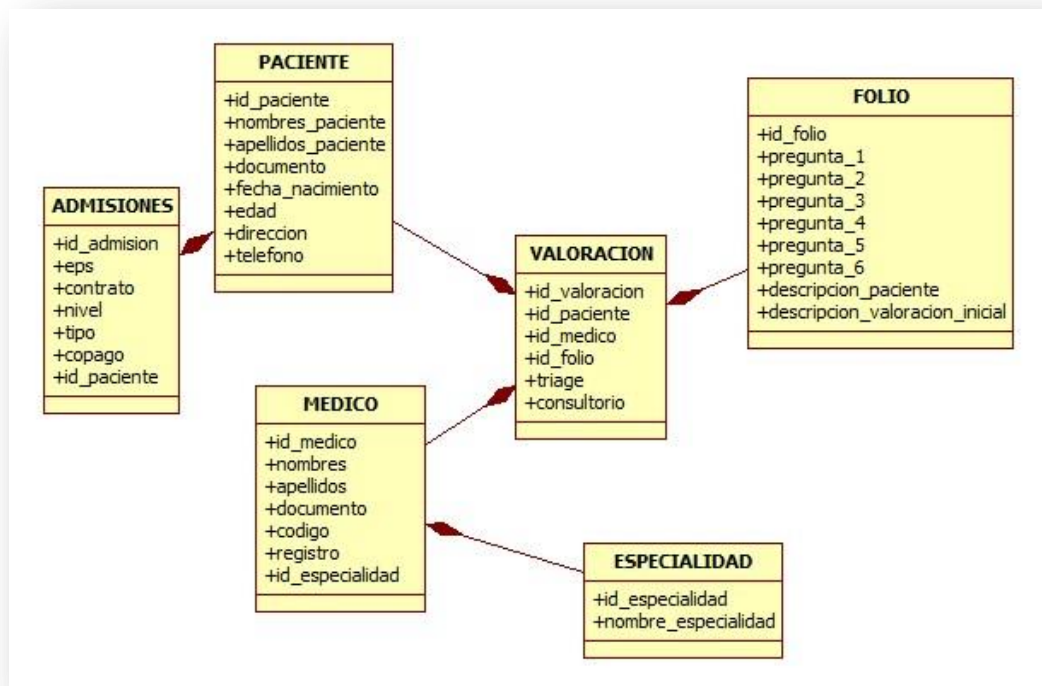 PACIENTE
+id_paciente
+nombres_paciente
+apellidos_paciente
+documento
+fecha_nacimiento
+edad
+direccion
+telefono
FOLIO
+id_folio
+pregunta_1
+pregunta_2
+pregunta_3
+pregunta_4
+pregunta_5
+pregunta_6
+descripcion_paciente
+descripcion_valoracion_inicial
ADMISIONES
+id_admision
+eps
+contrato
+nivel
+tipo
+copago
+id_paciente
VALORACION
+id_valoracion
+id_paciente
+id_medico
+id_folio
+triage
+consultorio
MEDICO
+id_medico
+nombres
+apellidos
+documento
+codigo
+registro
+id_especialidad
ESPECIALIDAD
+id_especialidad
+nombre_especialidad